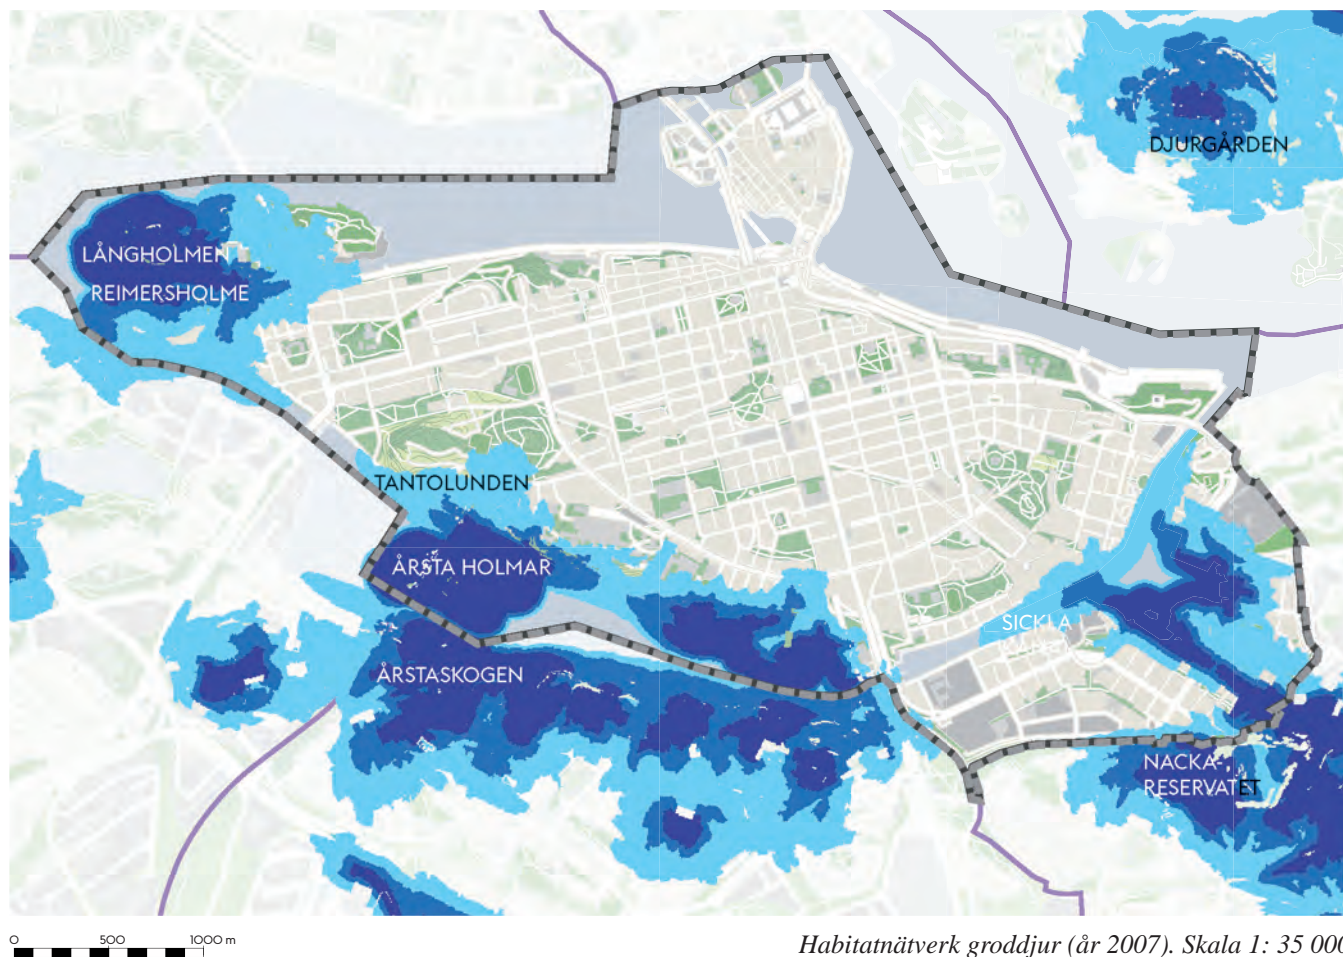 DJURGÅRDEN
LÅNGHOLMEN
REIMERSHOLME
TANTOLUNDEN
ÅRSTA HOLMAR
SICKLA
ÅRSTASKOGEN
NACKA-
RESERVATET
0 500 1000 m
Habitatnätverk groddjur (år 2007). Skala 1: 35 000